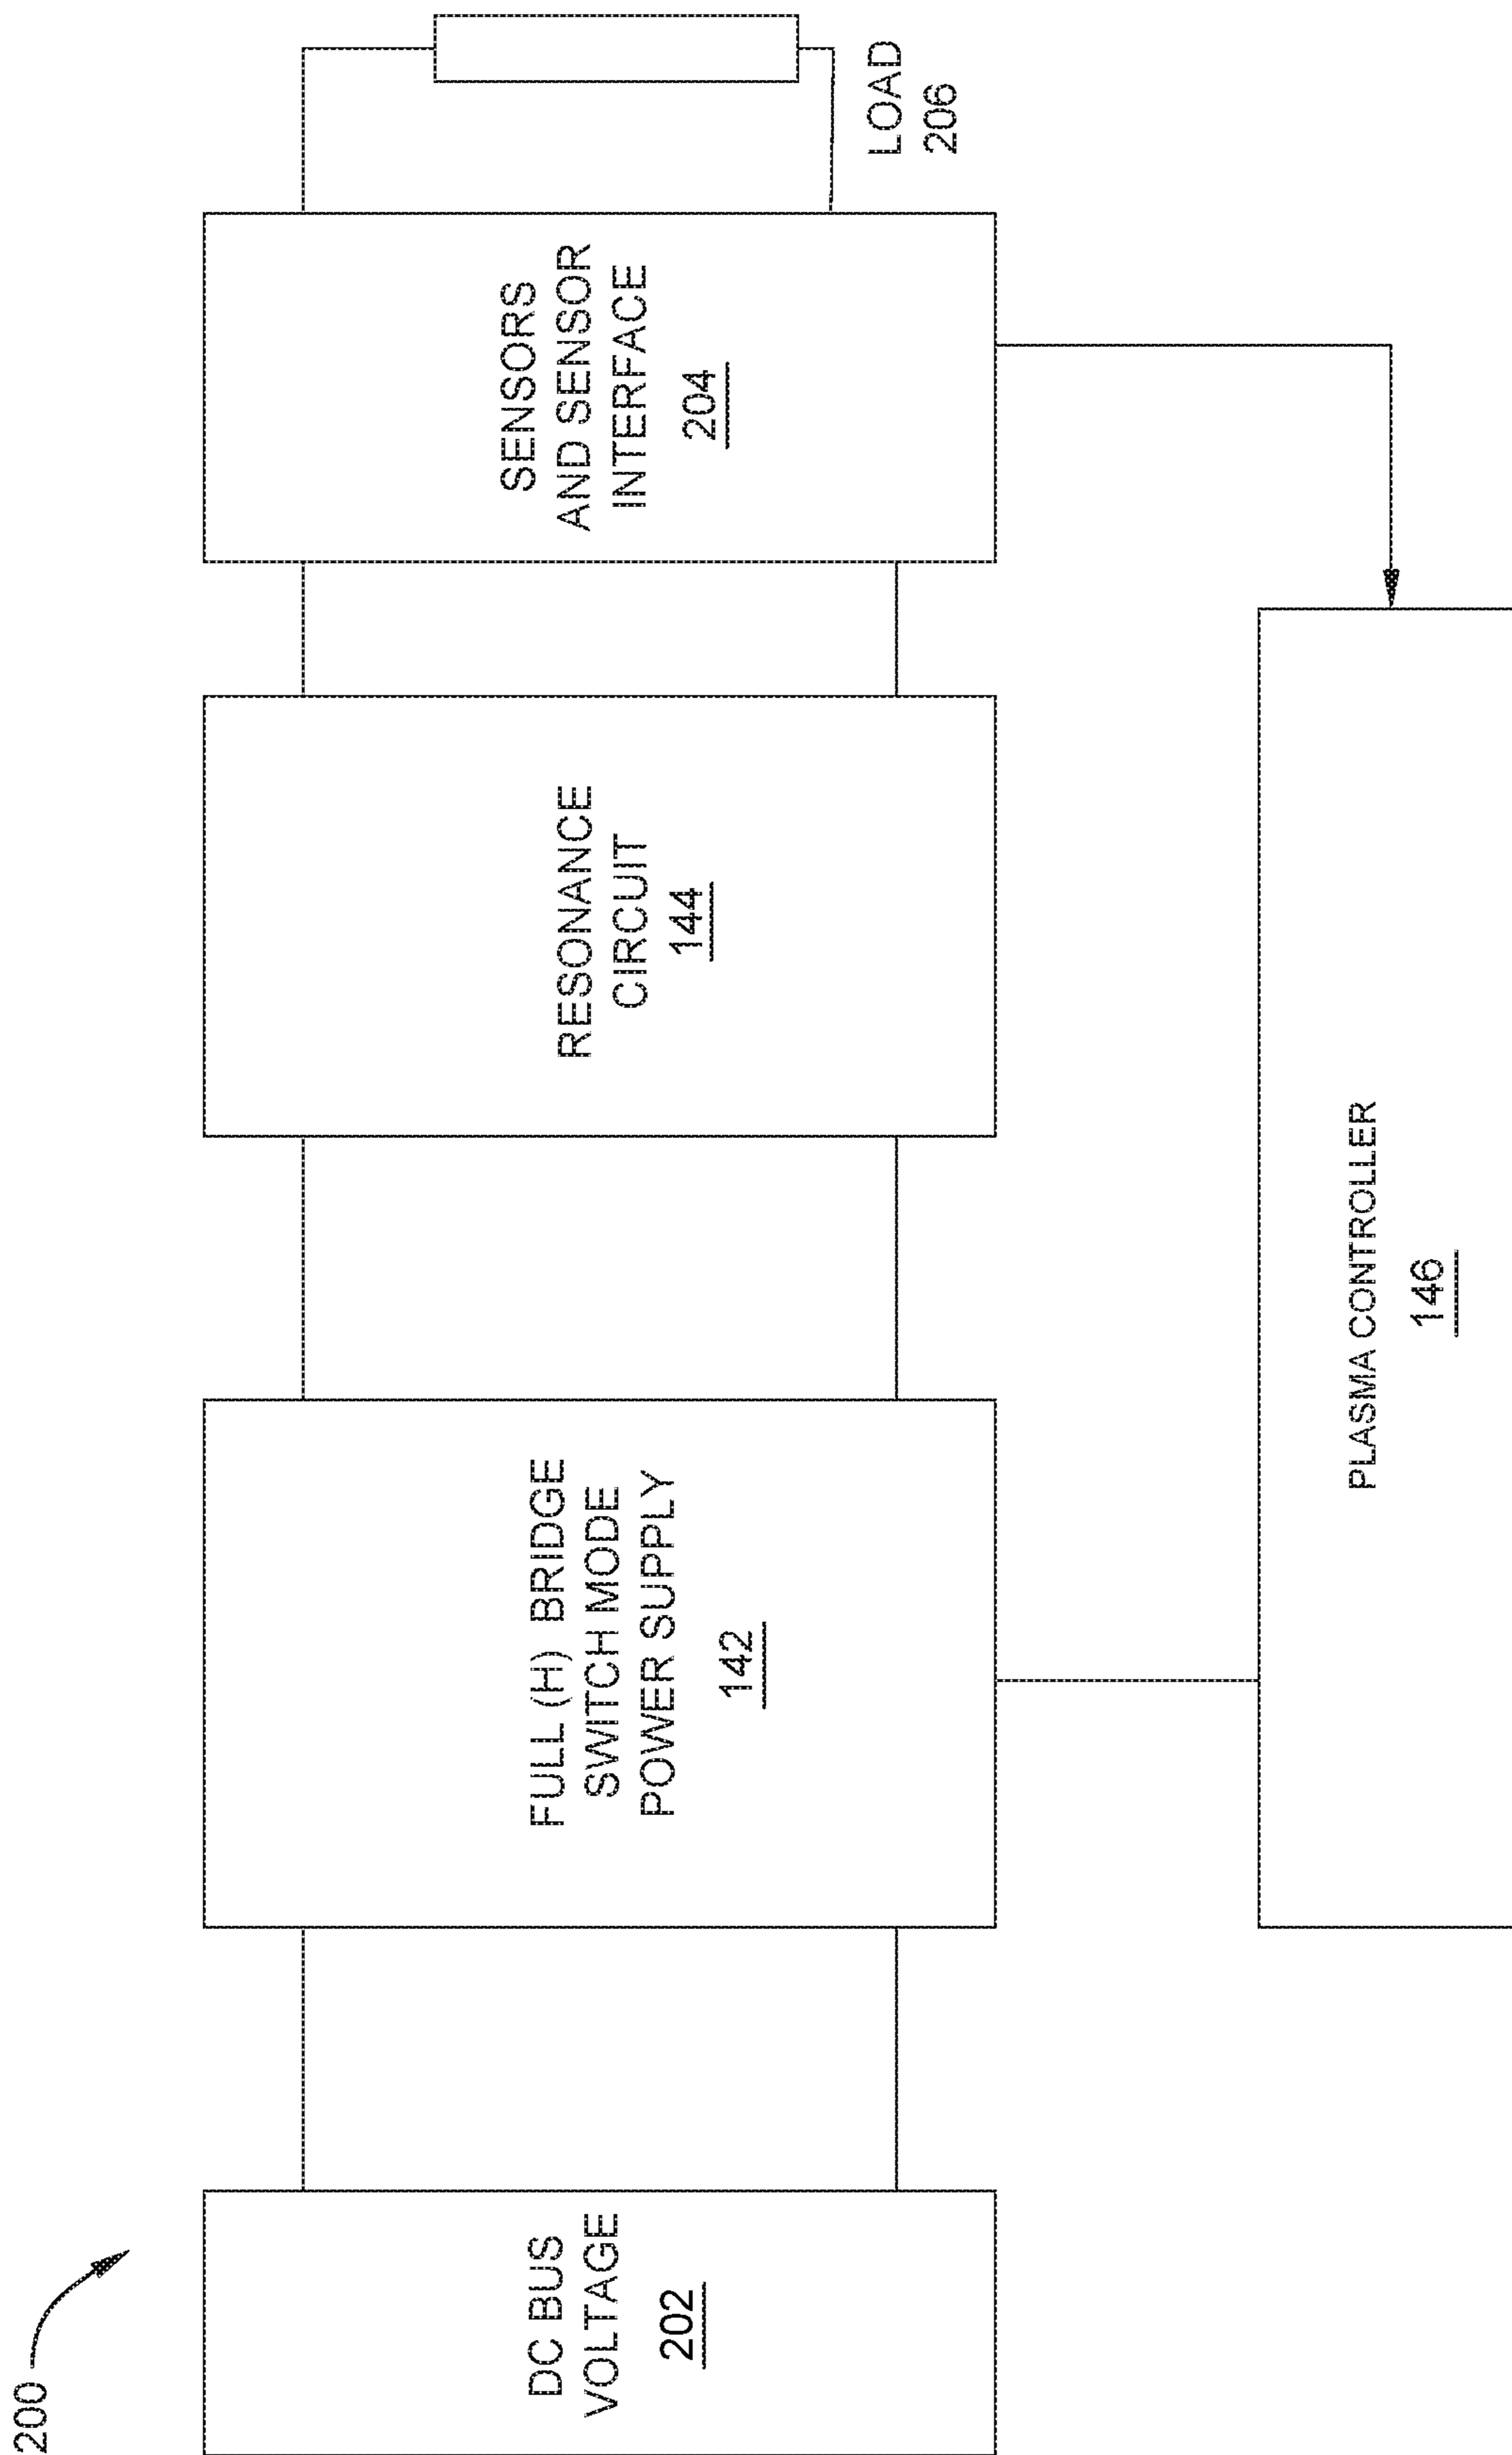 200
DC BUS
VOLTAGE
202
FULL (H) BRIDGE
SWITCH MODE
POWER SUPPLY
142
RESONANCE
CIRCUIT
144
SENSORS
AND SENSOR
INTERFACE
204
LOAD
206
PLASMA CONTROLLER
146